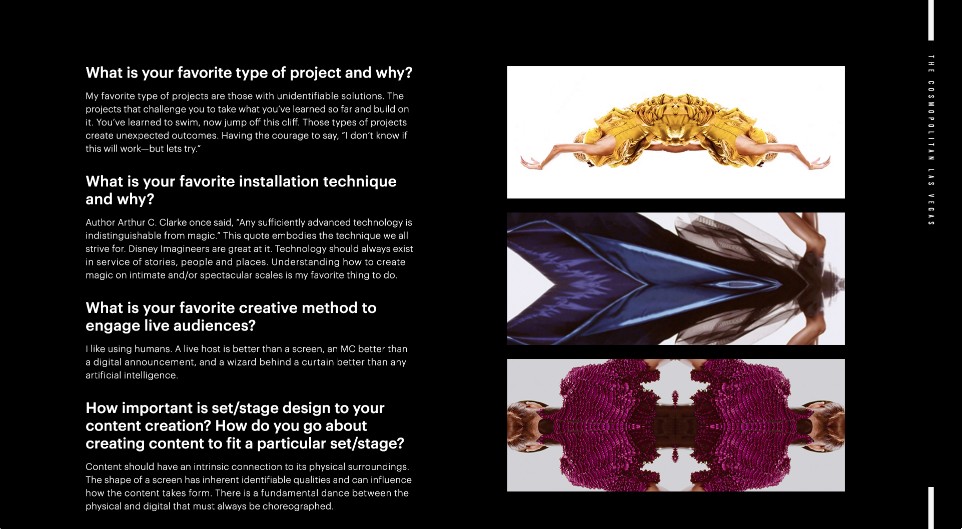 What is your favorite type of project and why?
My favorite type of projects are those with unidentifiable solutions. The
projects that challenge you to take what you've learned so far and build on
it. You've learned to swim, now jump off this cliff. Those types of projects
create unexpected outcomes. Having the courage to say, "I don't know if
this will work—but lets try."
What is your favorite installation technique
and why?
Author Arthur C. Clarke once said, "Any sufficiently advanced technology is
indistinguishable from magic." This quote embodies the technique we all
strive for. Disney Imagineers are great at it. Technology should always exist
in service of stories, people and places. Understanding how to create
magic on intimate and/or spectacular scales is my favorite thing to do.
What is your favorite creative method to
engage live audiences?
I like using humans. A live host is better than a screen, an MC better than
a digital announcement, and a wizard behind a curtain better than any
artificial intelligence.
How important is set/stage design to your
content creation? How do you go about
creating content to fit a particular set/stage?
Content should have an intrinsic connection to its physical surroundings.
The shape of a screen has inherent identifiable qualities and can influence
how the content takes form. There is a fundamental dance between the
physical and digital that must always be choreographed.
THE COSMOPOLITAN LAS VEGAS